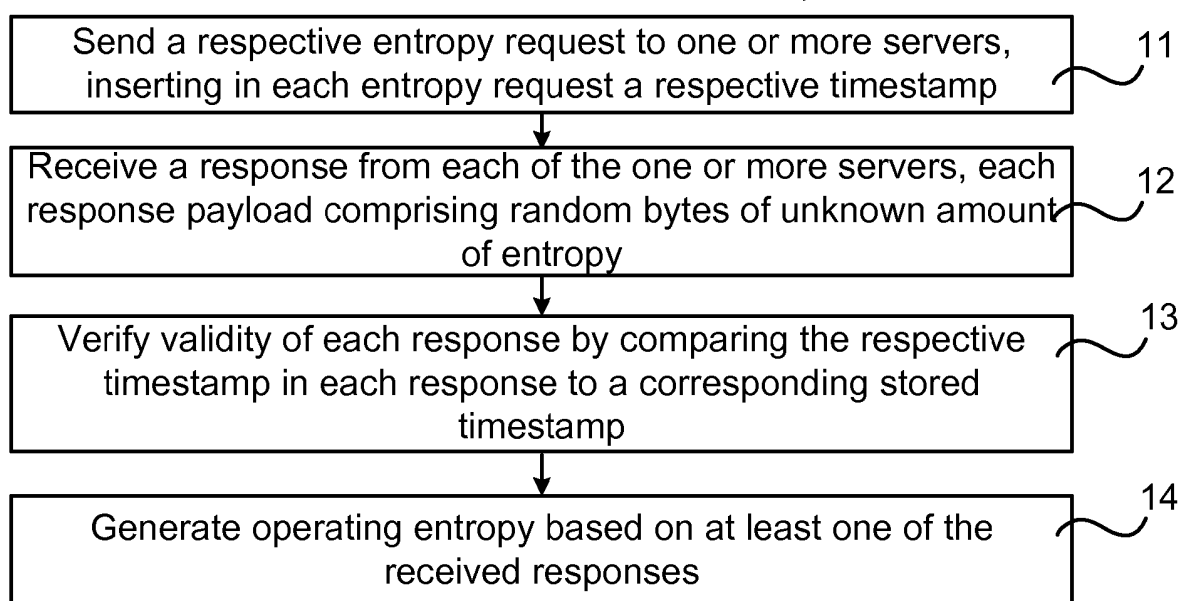 Send a respective entropy request to one or more servers,
inserting in each entropy request a respective timestamp
11
Receive a response from each of the one or more servers, each
response payload comprising random bytes of unknown amount
of entropy
12
Verify validity of each response by comparing the respective
timestamp in each response to a corresponding stored
timestamp
13
Generate operating entropy based on at least one of the
received responses
14